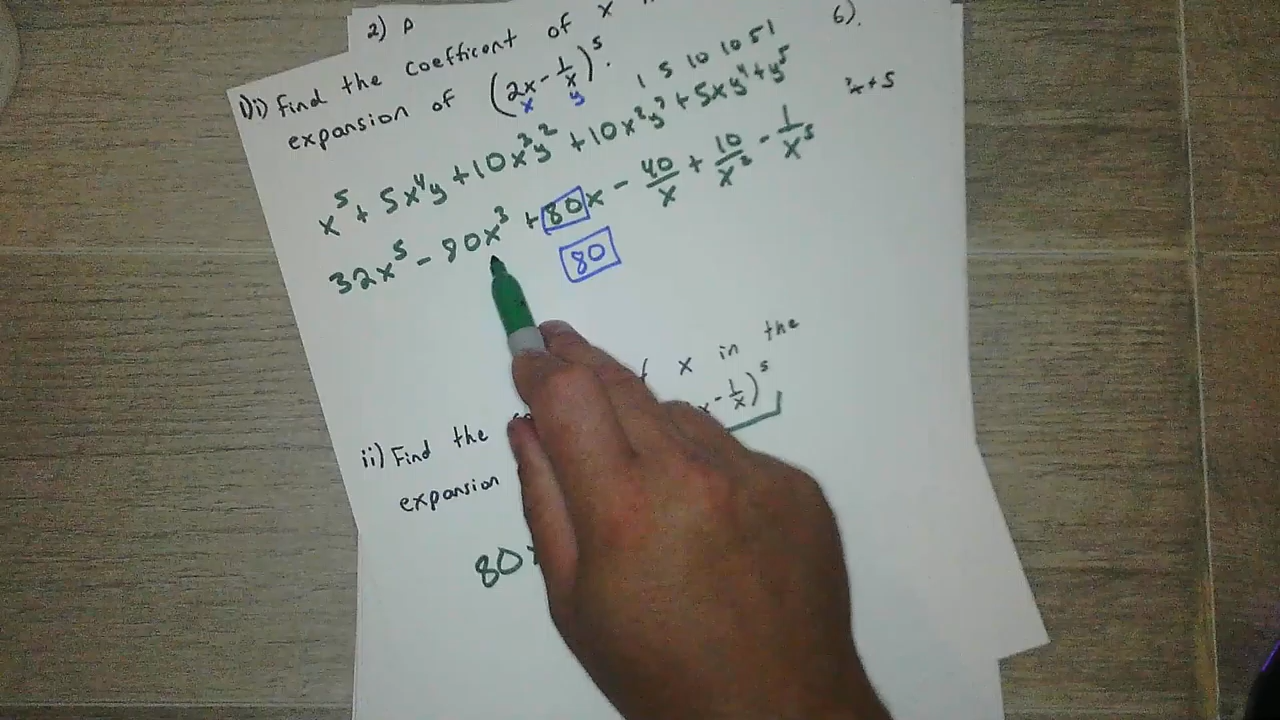 2) P
6).
1) i) Find the coefficent of x
expansion of (2x - 1/x)^5.
x y
1 5 10 10 5 1
x^5 + 5x^4y + 10x^3y^2 + 10x^2y^3 + 5xy^4 + y^5
x + 5
32x^5 - 80x^3 + 80x - 40/x + 10/x^3 - 1/x^5
80
ii) Find the x in the
expansion - 1/x)^5
80